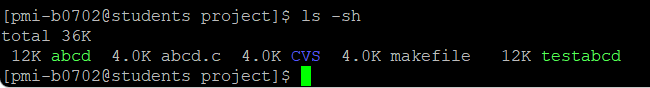 [pmi-b0702@students project]$ ls -sh
total 36K
 12K abcd  4.0K abcd.c  4.0K CVS  4.0K makefile   12K testabcd
[pmi-b0702@students project]$